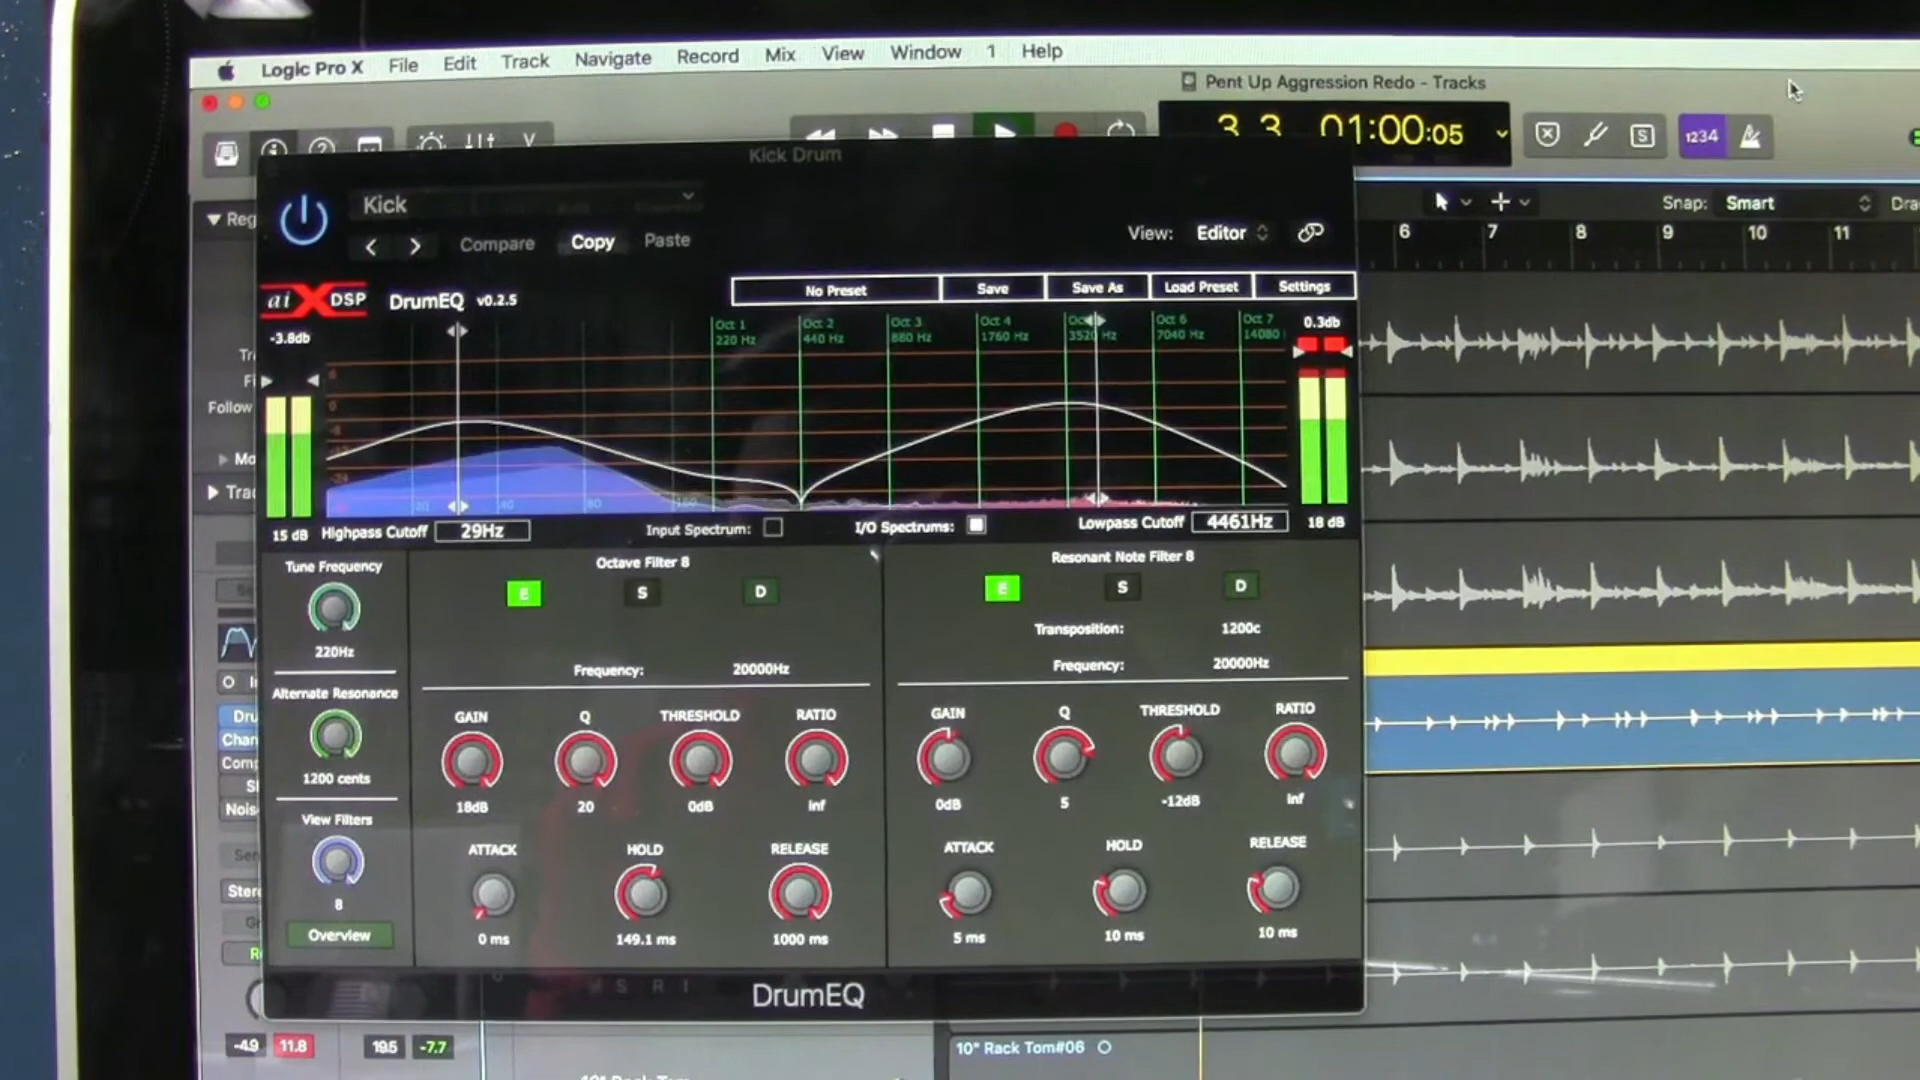 Logic Pro X File Edit Track Navigate Record Mix View Window 1 Help
Pent Up Aggression Redo - Tracks
3 3 01:00:05
1234
Kick Drum
Kick
Compare Copy Paste
View: Editor
Snap: Smart
6 7 8 9 10 11
aiXDSP DrumEQ v0.2.5
No Preset Save Save As Load Preset Settings
-3.8db
Oct 1 Oct 2 Oct 3 Oct 4 Oct 6 Oct 7
220 Hz 440 Hz 880 Hz 1760 Hz 3520 Hz 7040 Hz 14080
0.3db
Follow
20 40 80 160
15 dB Highpass Cutoff 29Hz Input Spectrum: I/O Spectrums: Lowpass Cutoff 4461Hz 18 dB
Tune Frequency
220Hz
Alternate Resonance
1200 cents
View Filters
8
Overview
Octave Filter 8
E S D
Frequency: 20000Hz
GAIN Q THRESHOLD RATIO
18dB 20 0dB Inf
ATTACK HOLD RELEASE
0 ms 149.1 ms 1000 ms
Resonant Note Filter 8
E S D
Transposition: 1200c
Frequency: 20000Hz
GAIN Q THRESHOLD RATIO
0dB 5 -12dB Inf
ATTACK HOLD RELEASE
5 ms 10 ms 10 ms
S R I
DrumEQ
-4.9 11.8 19.5 -7.7
10" Rack Tom#06